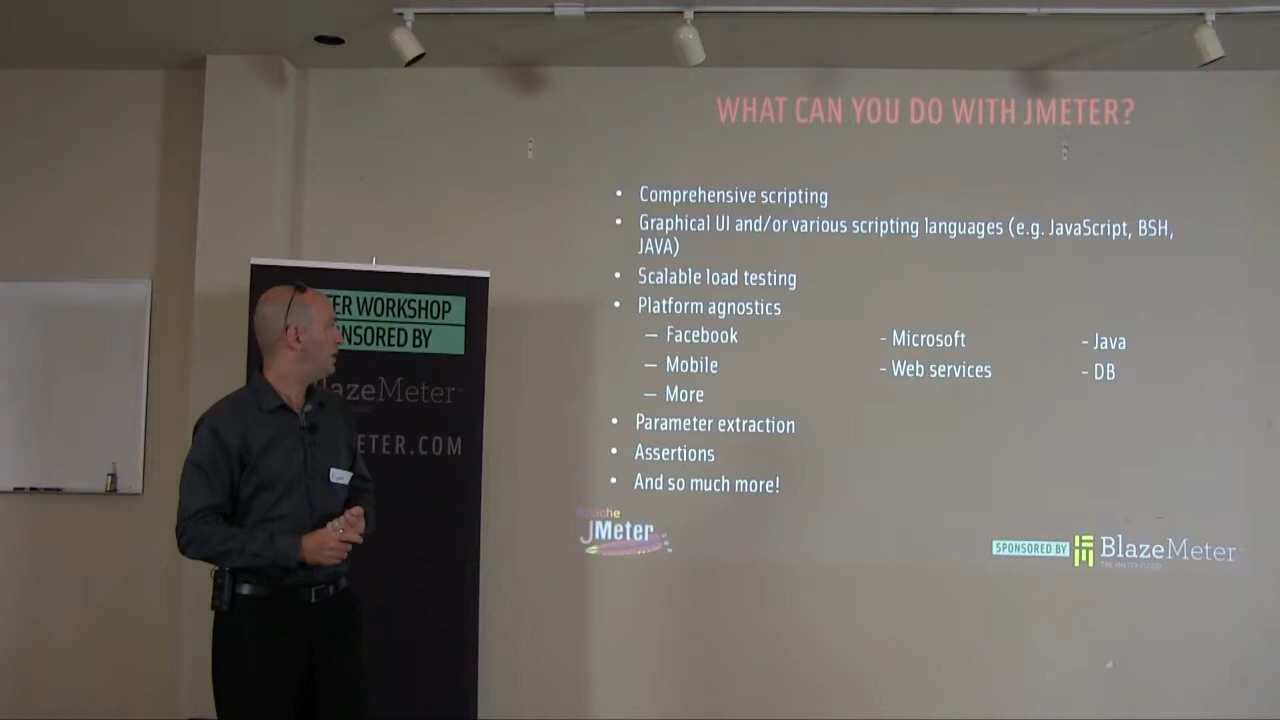 WHAT CAN YOU DO WITH JMETER?
• Comprehensive scripting
• Graphical UI and/or various scripting languages (e.g. JavaScript, BSH,
JAVA)
• Scalable load testing
• Platform agnostics
– Facebook - Microsoft - Java
– Mobile - Web services - DB
– More
• Parameter extraction
• Assertions
• And so much more!
Apache
JMeter
SPONSORED BY BlazeMeter
TER WORKSHOP
NSORED BY
lazeMeter
ETER.COM